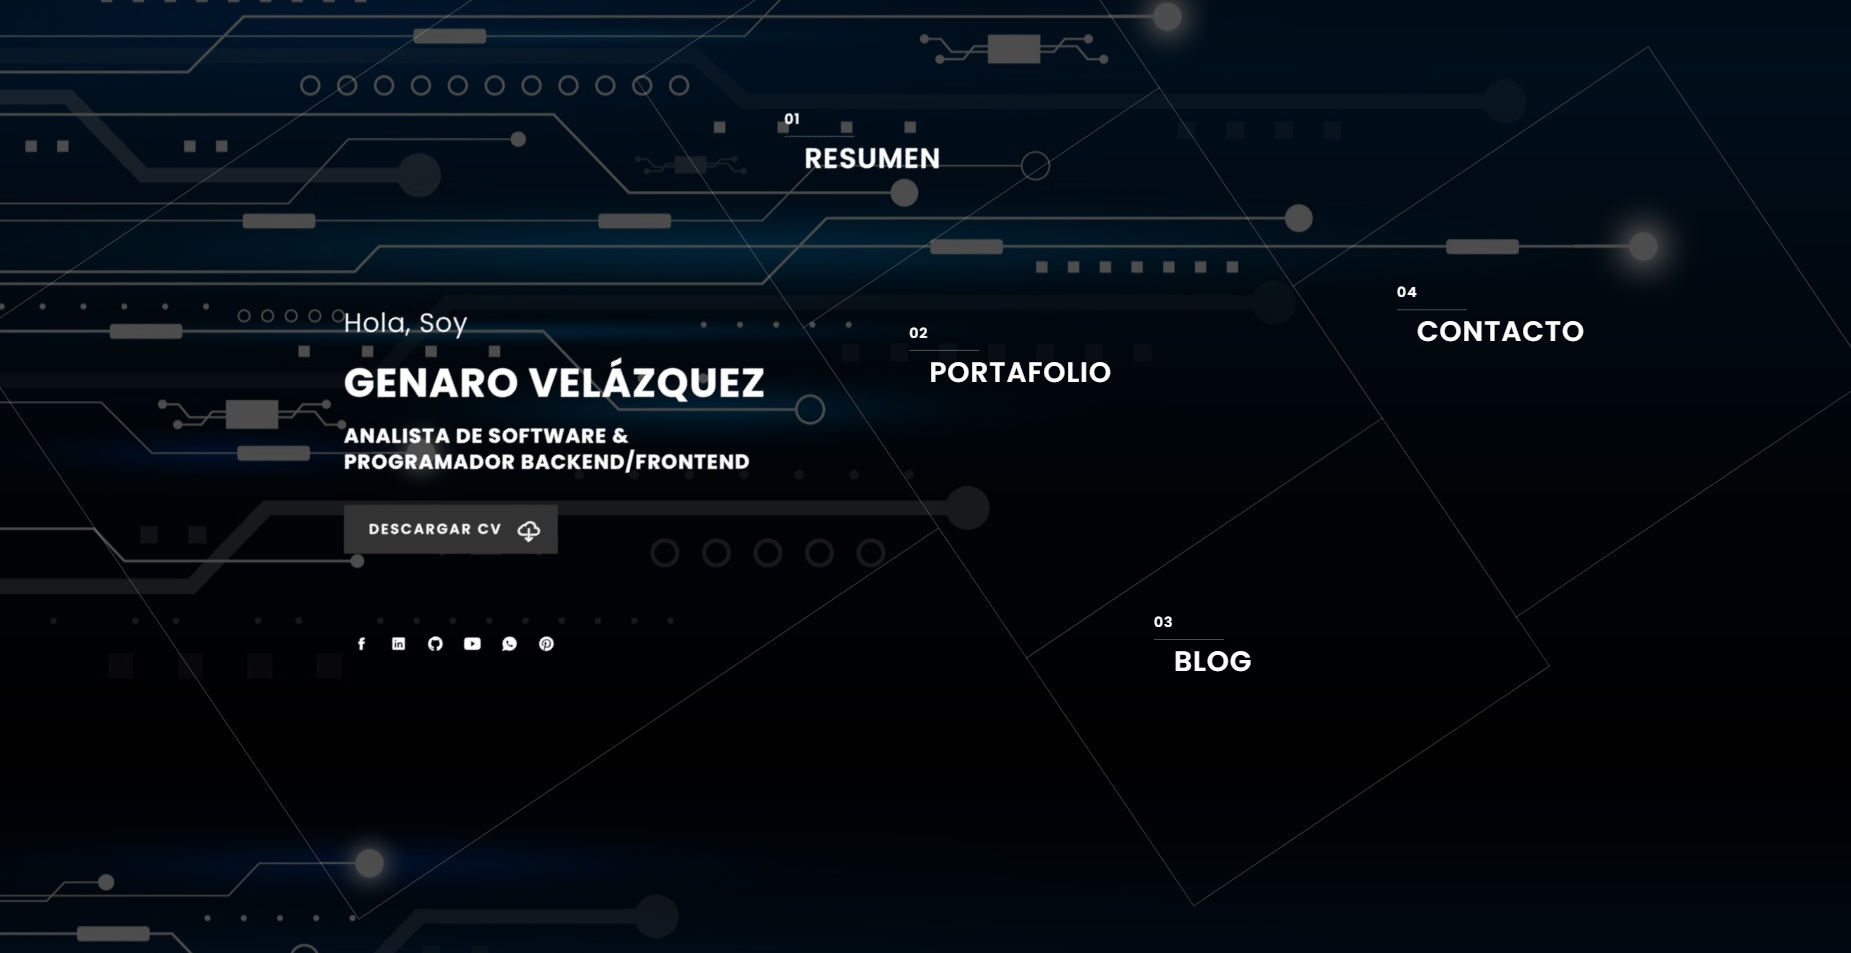 01
RESUMEN
Hola, Soy
GENARO VELÁZQUEZ
ANALISTA DE SOFTWARE &
PROGRAMADOR BACKEND/FRONTEND
DESCARGAR CV
02
PORTAFOLIO
03
BLOG
04
CONTACTO